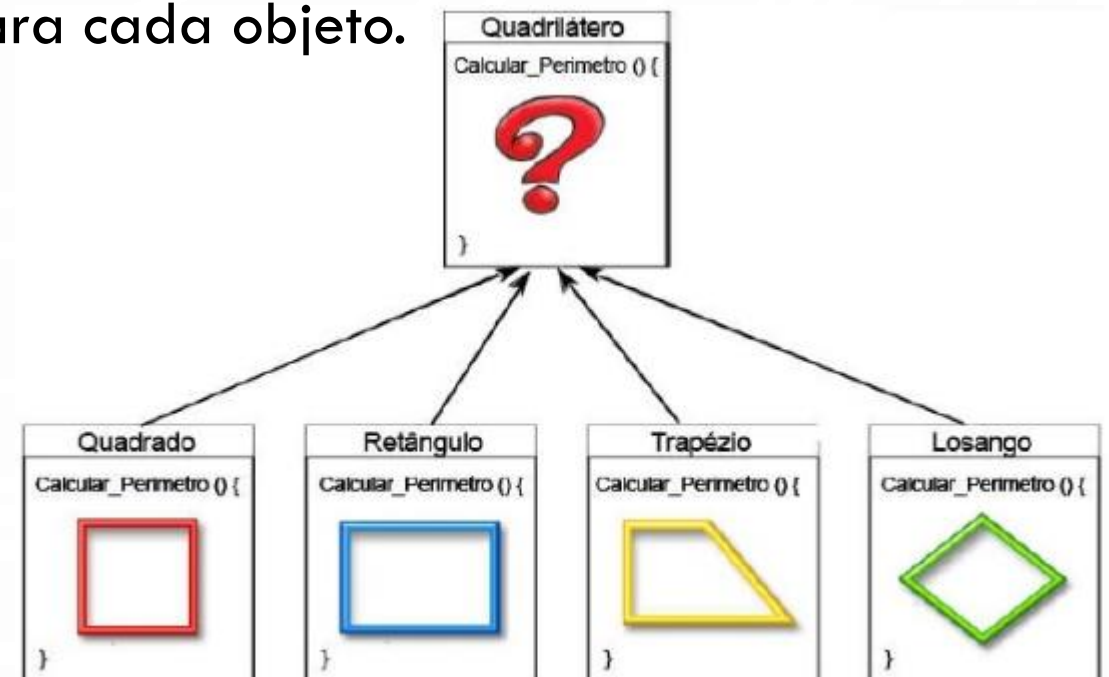 ara cada objeto.
Quadrilátero
Calcular_Perimetro () {
}
Quadrado
Calcular_Perimetro () {
}
Retângulo
Calcular_Perimetro () {
}
Trapézio
Calcular_Perimetro () {
}
Losango
Calcular_Perimetro () {
}